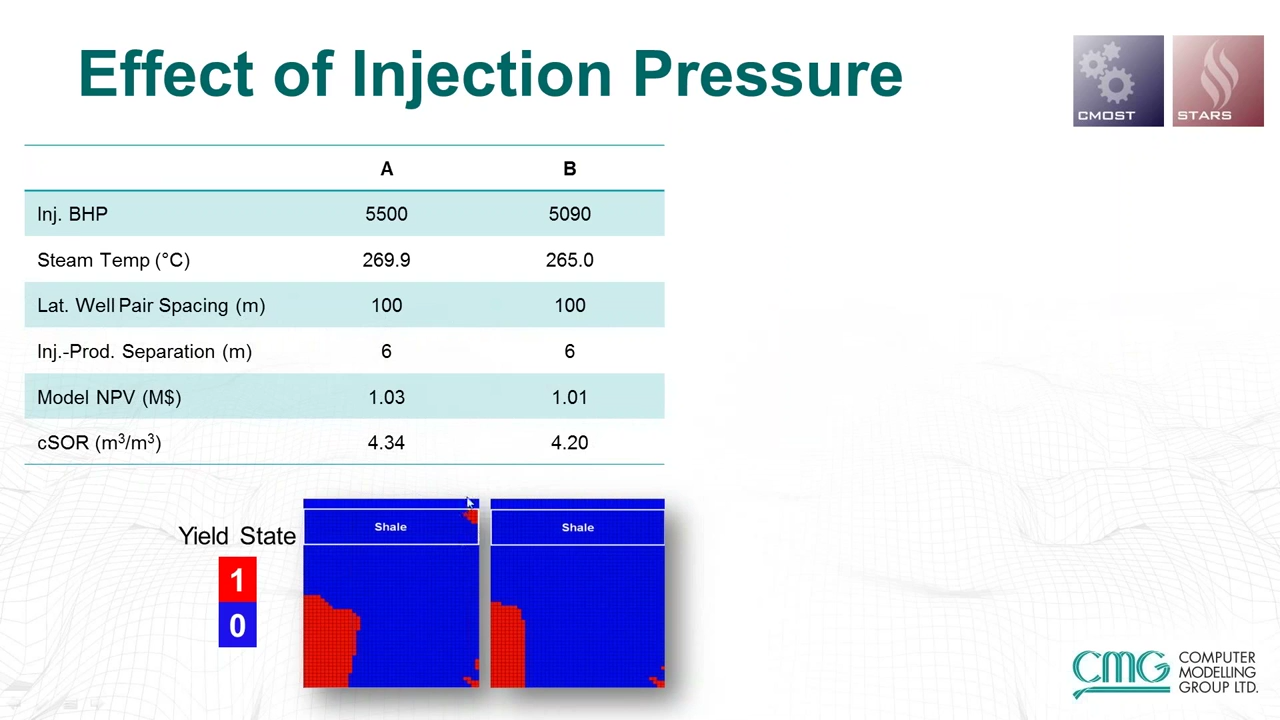 Effect of Injection Pressure
CMOST
STARS
A B
Inj. BHP 5500 5090
Steam Temp (°C) 269.9 265.0
Lat. Well Pair Spacing (m) 100 100
Inj.-Prod. Separation (m) 6 6
Model NPV (M$) 1.03 1.01
cSOR (m³/m³) 4.34 4.20
Yield State
1
0
Shale
Shale
CMG
COMPUTER
MODELLING
GROUP LTD.